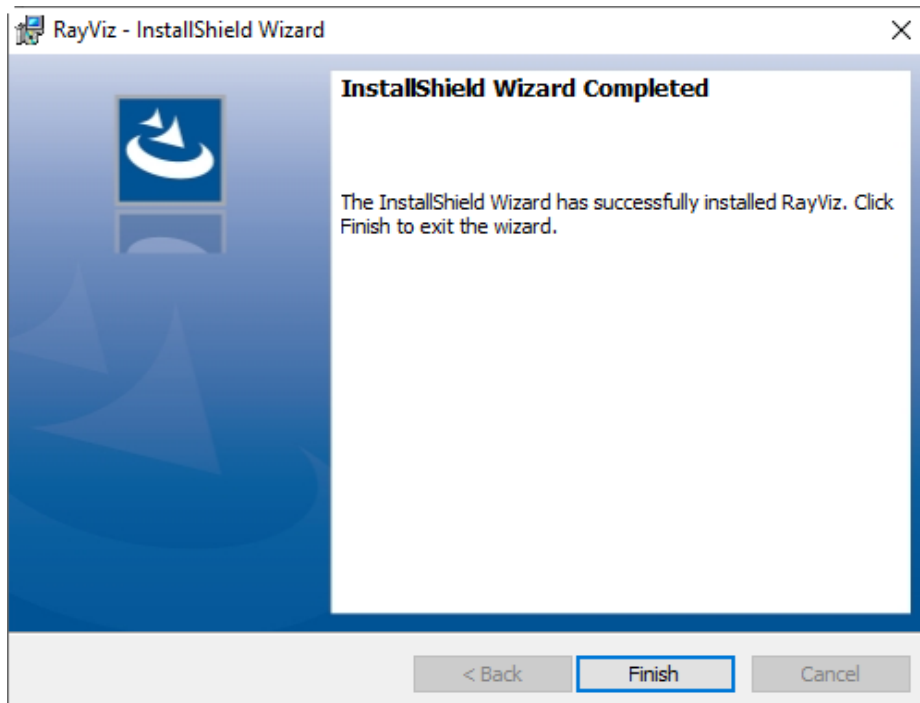 RayViz - InstallShield Wizard
InstallShield Wizard Completed
The InstallShield Wizard has successfully installed RayViz. Click
Finish to exit the wizard.
< Back
Finish
Cancel